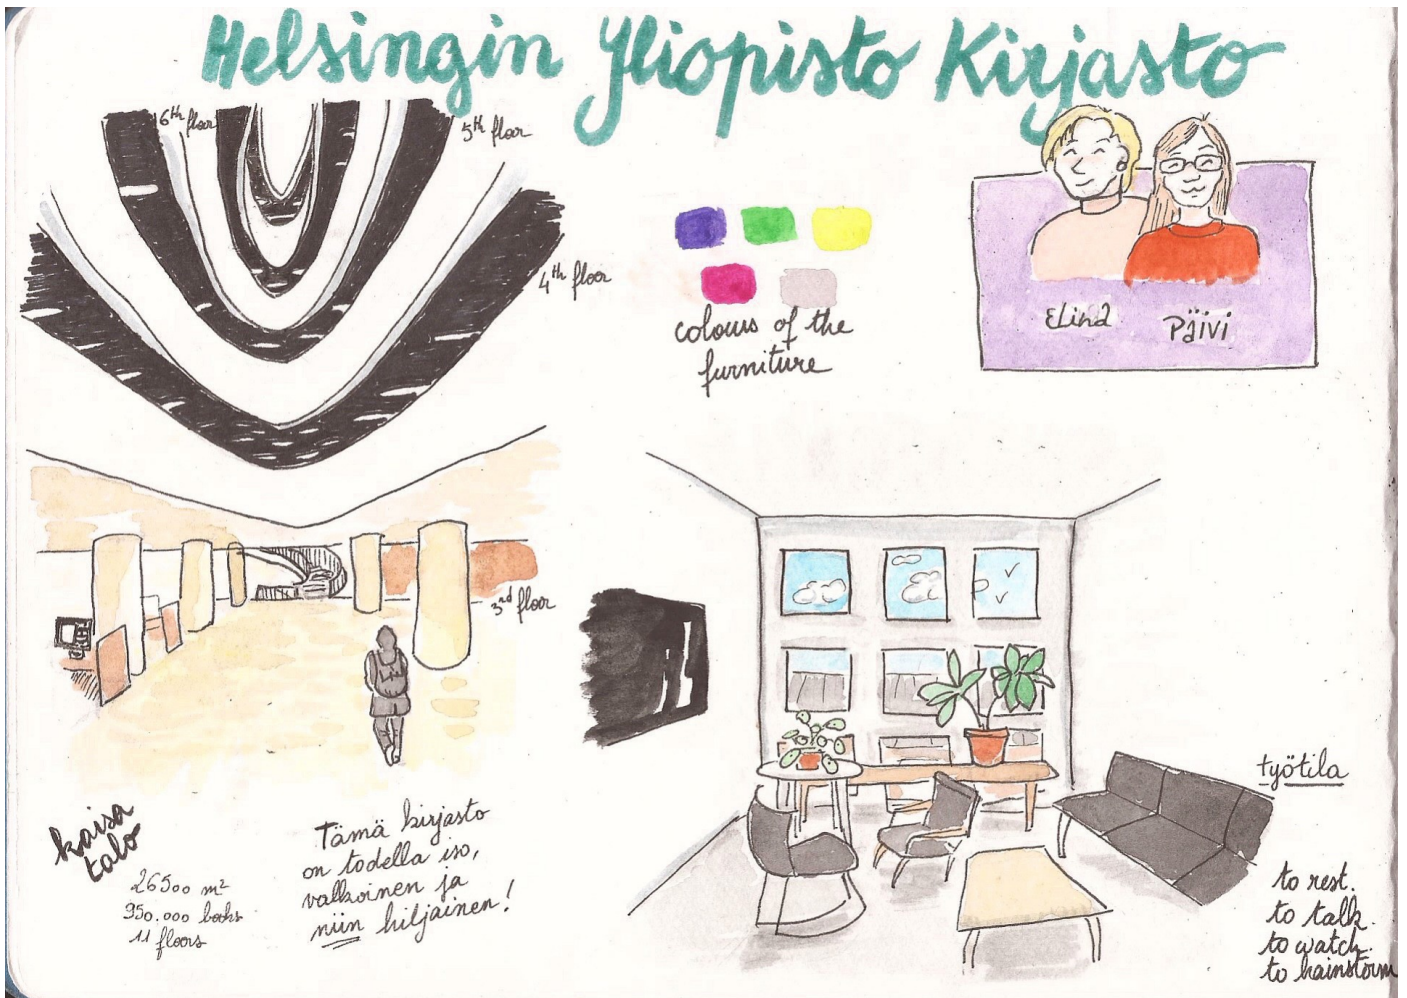 Helsingin Yliopisto Kirjasto
6th floor
5th floor
4th floor
colours of the
furniture
Elina
Päivi
3rd floor
kaisa
talo
26500 m²
950.000 books
11 floors
Tämä kirjasto
on todella iso,
valkoinen ja
niin hiljainen!
työtila
to rest.
to talk.
to watch.
to bainstorm